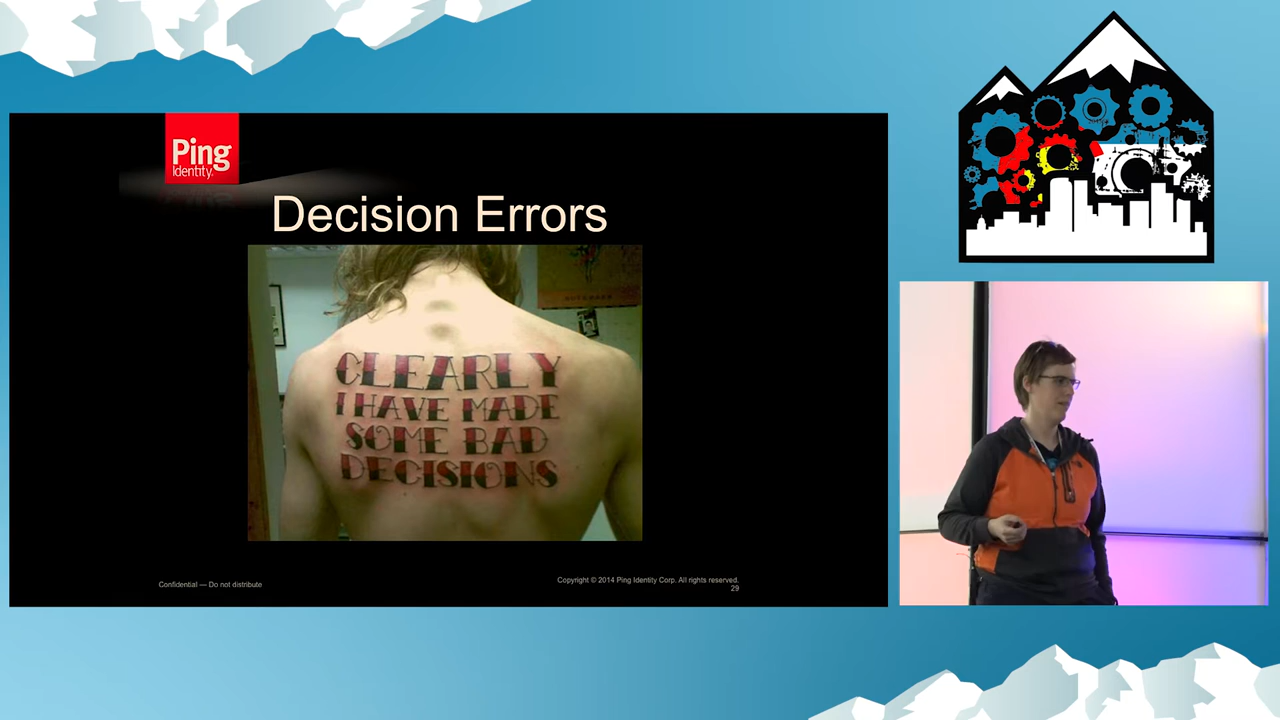 Ping
Identity.
Decision Errors
CLEARLY
I HAVE MADE
SOME BAD
DECISIONS
Confidential — Do not distribute
Copyright © 2014 Ping Identity Corp. All rights reserved.
29